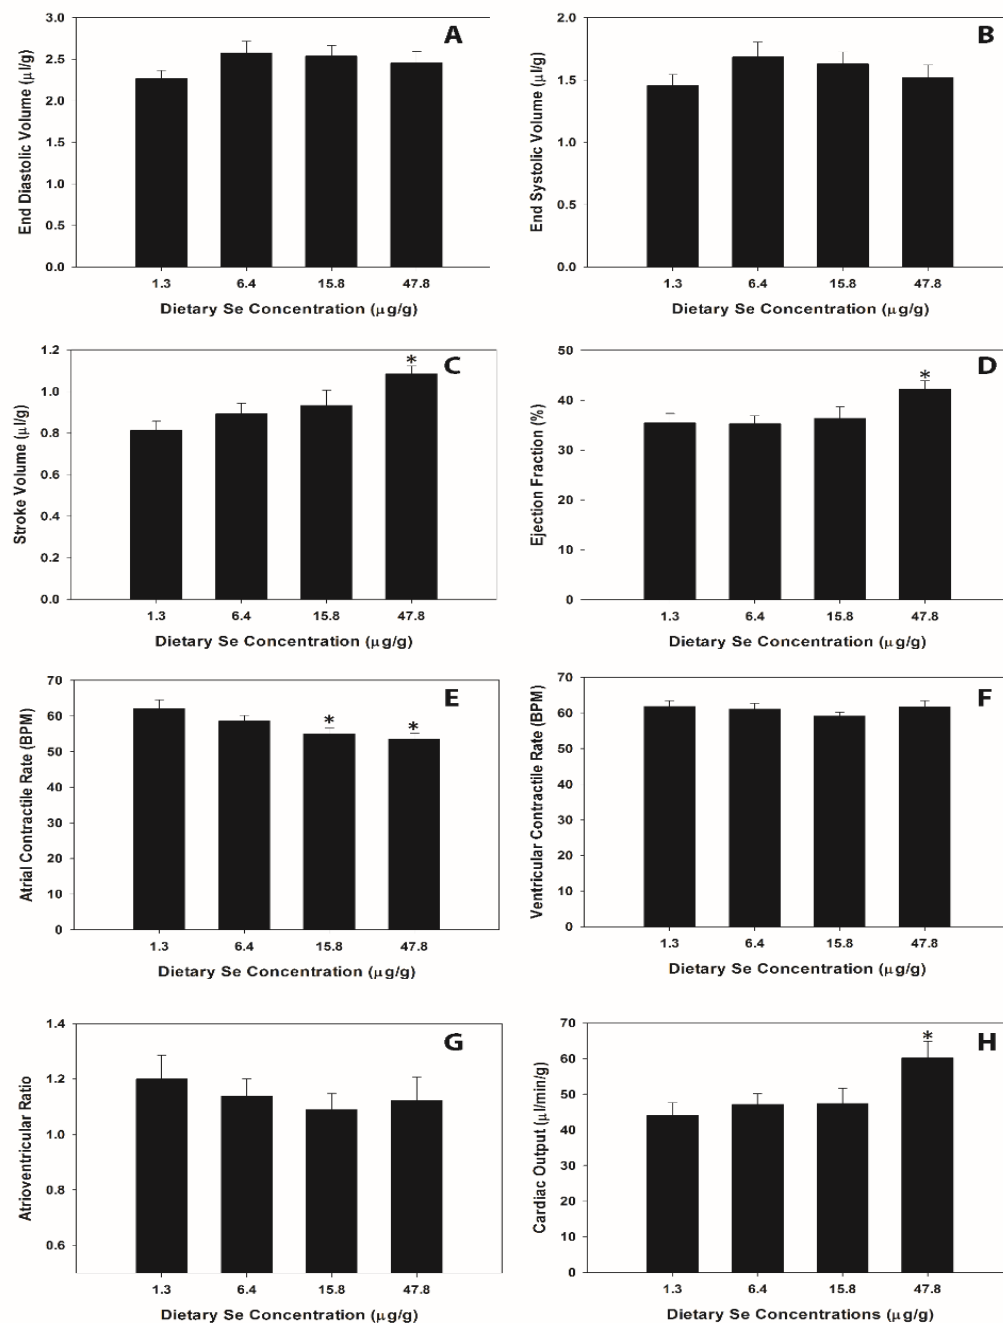 A
End Diastolic Volume (μl/g)
3.0
2.5
2.0
1.5
1.0
0.5
0.0
1.3 6.4 15.8 47.8
Dietary Se Concentration (μg/g)
B
End Systolic Volume (μl/g)
2.0
1.5
1.0
0.5
0.0
1.3 6.4 15.8 47.8
Dietary Se Concentration (μg/g)
C
Stroke Volume (μl/g)
1.2
1.0
0.8
0.6
0.4
0.2
0.0
*
1.3 6.4 15.8 47.8
Dietary Se Concentration (μg/g)
D
Ejection Fraction (%)
50
40
30
20
10
0
*
1.3 6.4 15.8 47.8
Dietary Se Concentration (μg/g)
E
Atrial Contractile Rate (BPM)
70
60
50
40
30
20
10
0
* *
1.3 6.4 15.8 47.8
Dietary Se Concentration (μg/g)
F
Ventricular Contractile Rate (BPM)
70
60
50
40
30
20
10
0
1.3 6.4 15.8 47.8
Dietary Se Concentration (μg/g)
G
Atrioventricular Ratio
1.4
1.2
1.0
0.8
0.6
1.3 6.4 15.8 47.8
Dietary Se Concentration (μg/g)
H
Cardiac Output (μl/min/g)
70
60
50
40
30
20
10
0
*
1.3 6.4 15.8 47.8
Dietary Se Concentrations (μg/g)